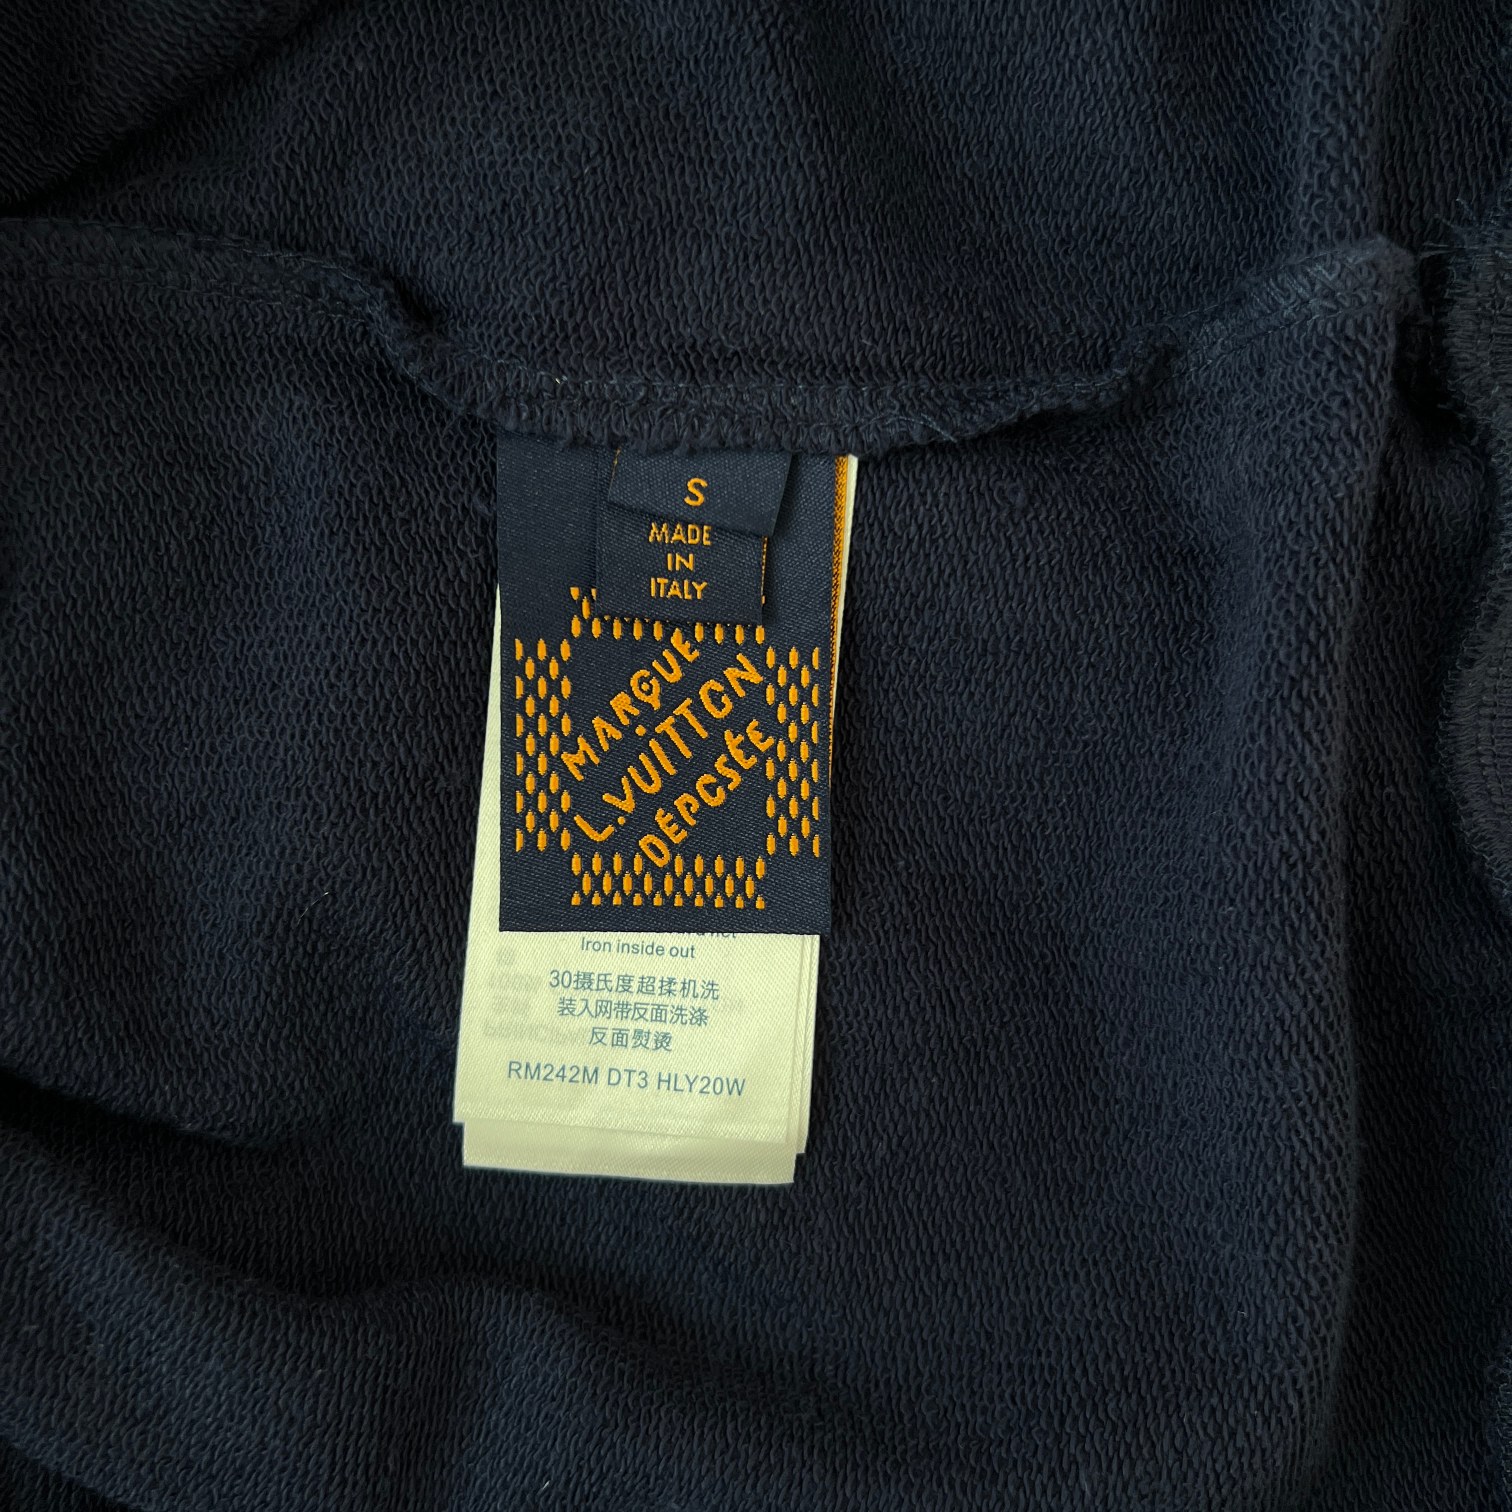 S
MADE
IN
ITALY
MARQUE
L.VUITTON
DÉPOSÉE
Iron inside out
30摄氏度超揉机洗
装入网带反面洗涤
反面熨烫
RM242M DT3 HLY20W